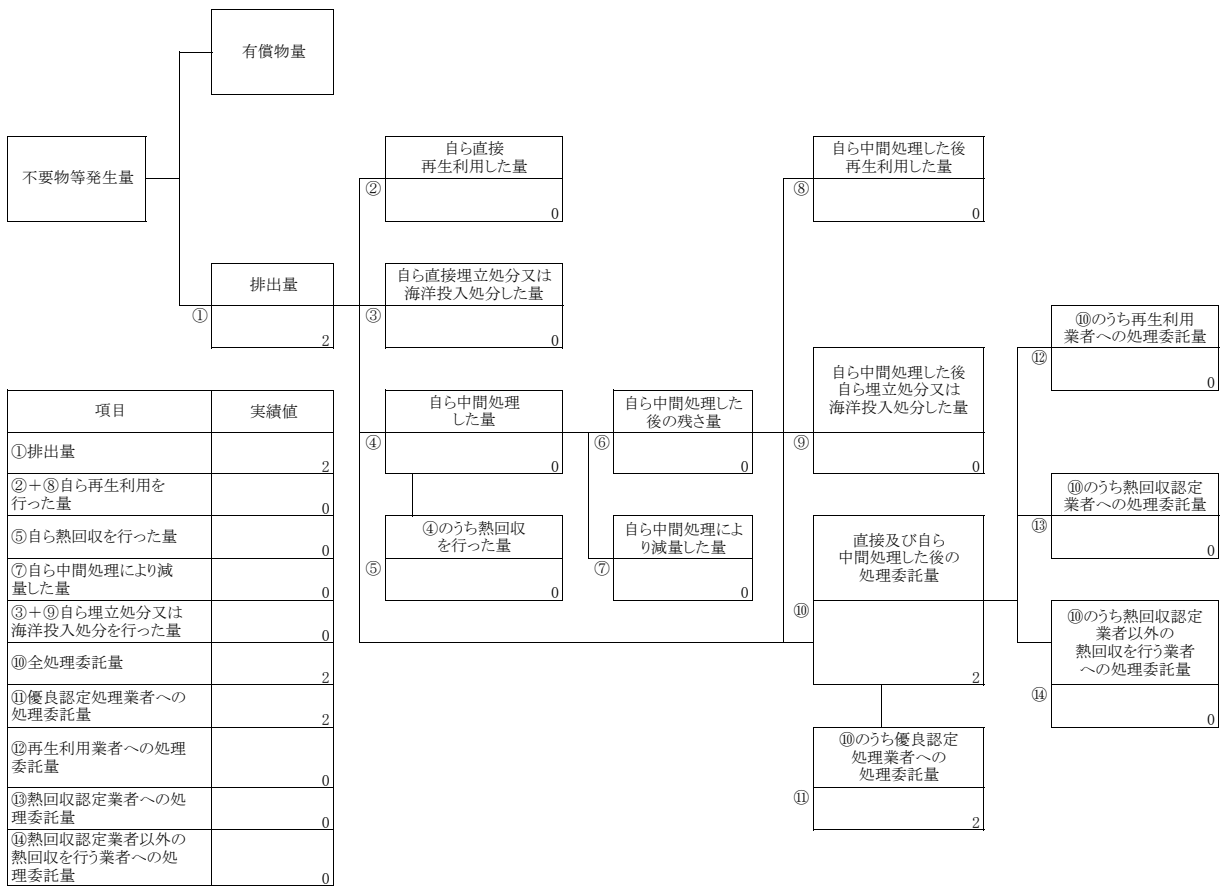 有償物量
不要物等発生量
排出量
①
2
自ら直接
再生利用した量
②
0
自ら直接埋立処分又は
海洋投入処分した量
③
0
自ら中間処理
した量
④
0
④のうち熱回収
を行った量
⑤
0
自ら中間処理した
後の残さ量
⑥
0
自ら中間処理によ
り減量した量
⑦
0
自ら中間処理した後
再生利用した量
⑧
0
自ら中間処理した後
自ら埋立処分又は
海洋投入処分した量
⑨
0
直接及び自ら
中間処理した後の
処理委託量
⑩
2
⑩のうち優良認定
処理業者への
処理委託量
⑪
2
⑩のうち再生利用
業者への処理委託量
⑫
0
⑩のうち熱回収認定
業者への処理委託量
⑬
0
⑩のうち熱回収認定
業者以外の
熱回収を行う業者
への処理委託量
⑭
0
項目 実績値
①排出量
2
②+⑧自ら再生利用を
行った量
0
⑤自ら熱回収を行った量
0
⑦自ら中間処理により減
量した量
0
③+⑨自ら埋立処分又は
海洋投入処分を行った量
0
⑩全処理委託量
2
⑪優良認定処理業者への
処理委託量
2
⑫再生利用業者への処理
委託量
0
⑬熱回収認定業者への処
理委託量
0
⑭熱回収認定業者以外の
熱回収を行う業者への処
理委託量
0